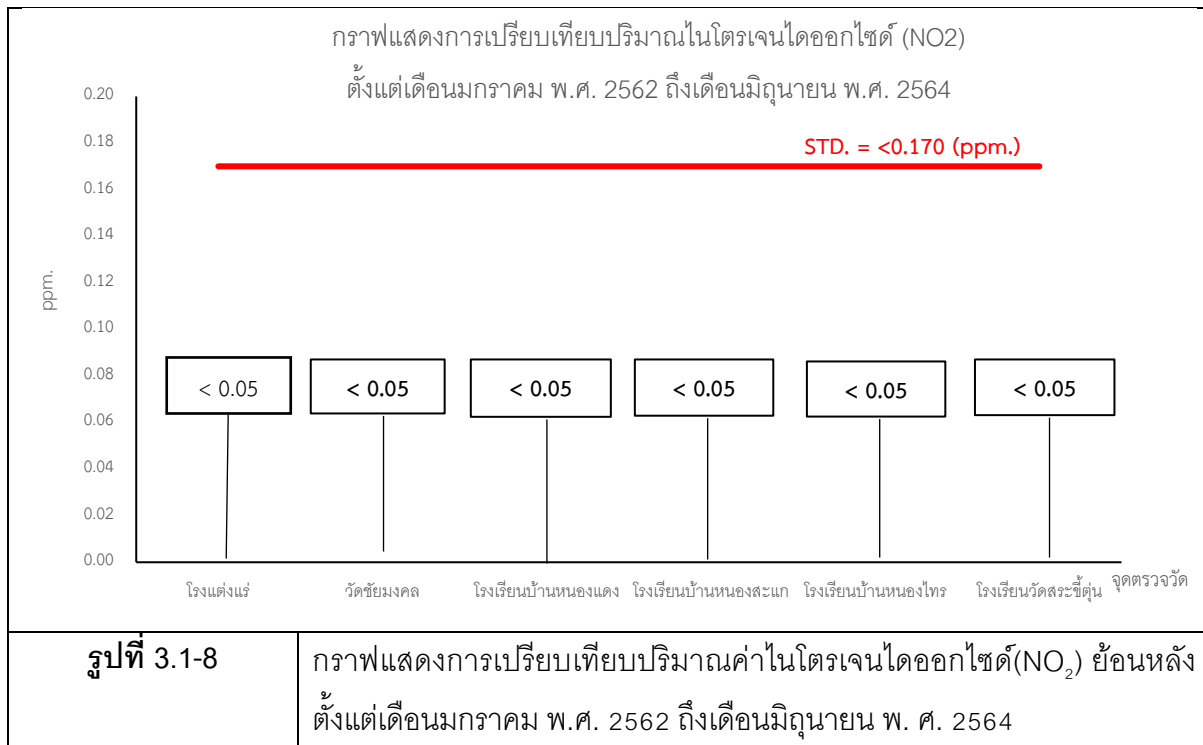 กราฟแสดงการเปรียบเทียบปริมาณไนโตรเจนไดออกไซด์ (NO2)
ตั้งแต่เดือนมกราคม พ.ศ. 2562 ถึงเดือนมิถุนายน พ.ศ. 2564
STD. = <0.170 (ppm.)
ppm.
0.20
0.18
0.16
0.14
0.12
0.10
0.08
0.06
0.04
0.02
0.00
< 0.05 < 0.05 < 0.05 < 0.05 < 0.05 < 0.05
โรงแต่งแร่ วัดชัยมงคล โรงเรียนบ้านหนองแดง โรงเรียนบ้านหนองสะแก โรงเรียนบ้านหนองไทร โรงเรียนวัดสระขี้ตุ่น จุดตรวจวัด
รูปที่ 3.1-8
กราฟแสดงการเปรียบเทียบปริมาณค่าไนโตรเจนไดออกไซด์(NO₂) ย้อนหลัง
ตั้งแต่เดือนมกราคม พ.ศ. 2562 ถึงเดือนมิถุนายน พ. ศ. 2564